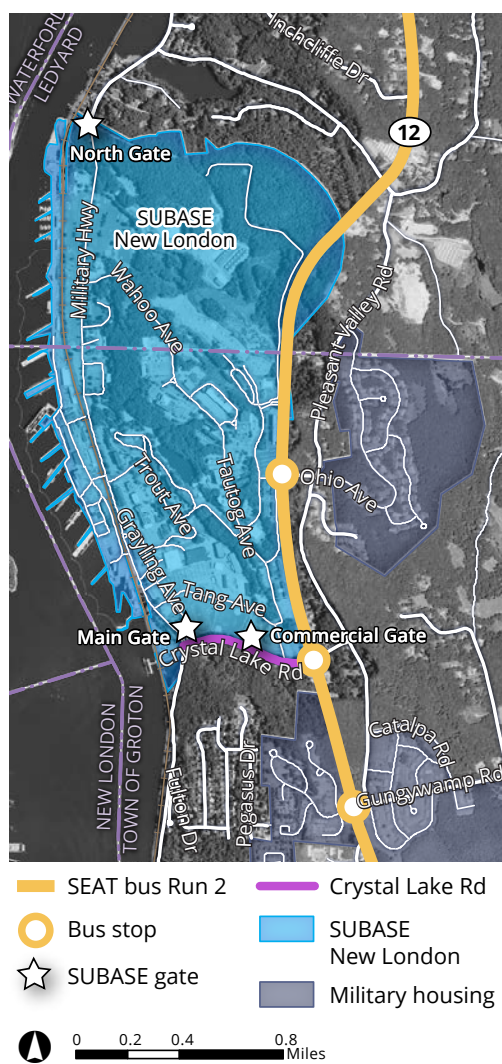 WATERFORD
LEDYARD
Inchcliffe Dr
12
North Gate
SUBASE
New London
Military Hwy
Wahoo Ave
Pleasant Valley Rd
Ohio Ave
Trout Ave
Tautog Ave
Grayling Ave
Tang Ave
Main Gate
Commercial Gate
Crystal Lake Rd
NEW LONDON
TOWN OF GROTON
Fulton Dr
Pegasus Dr
Catalpa Rd
Gungywamp Rd
SEAT bus Run 2
Crystal Lake Rd
Bus stop
SUBASE
New London
SUBASE gate
Military housing
0 0.2 0.4 0.8
Miles